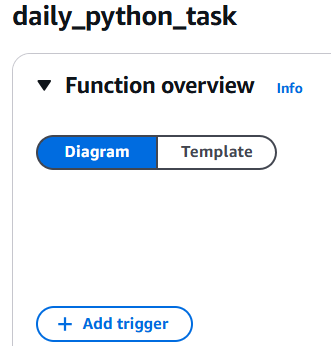 daily_python_task
Function overview Info
Diagram Template
+ Add trigger